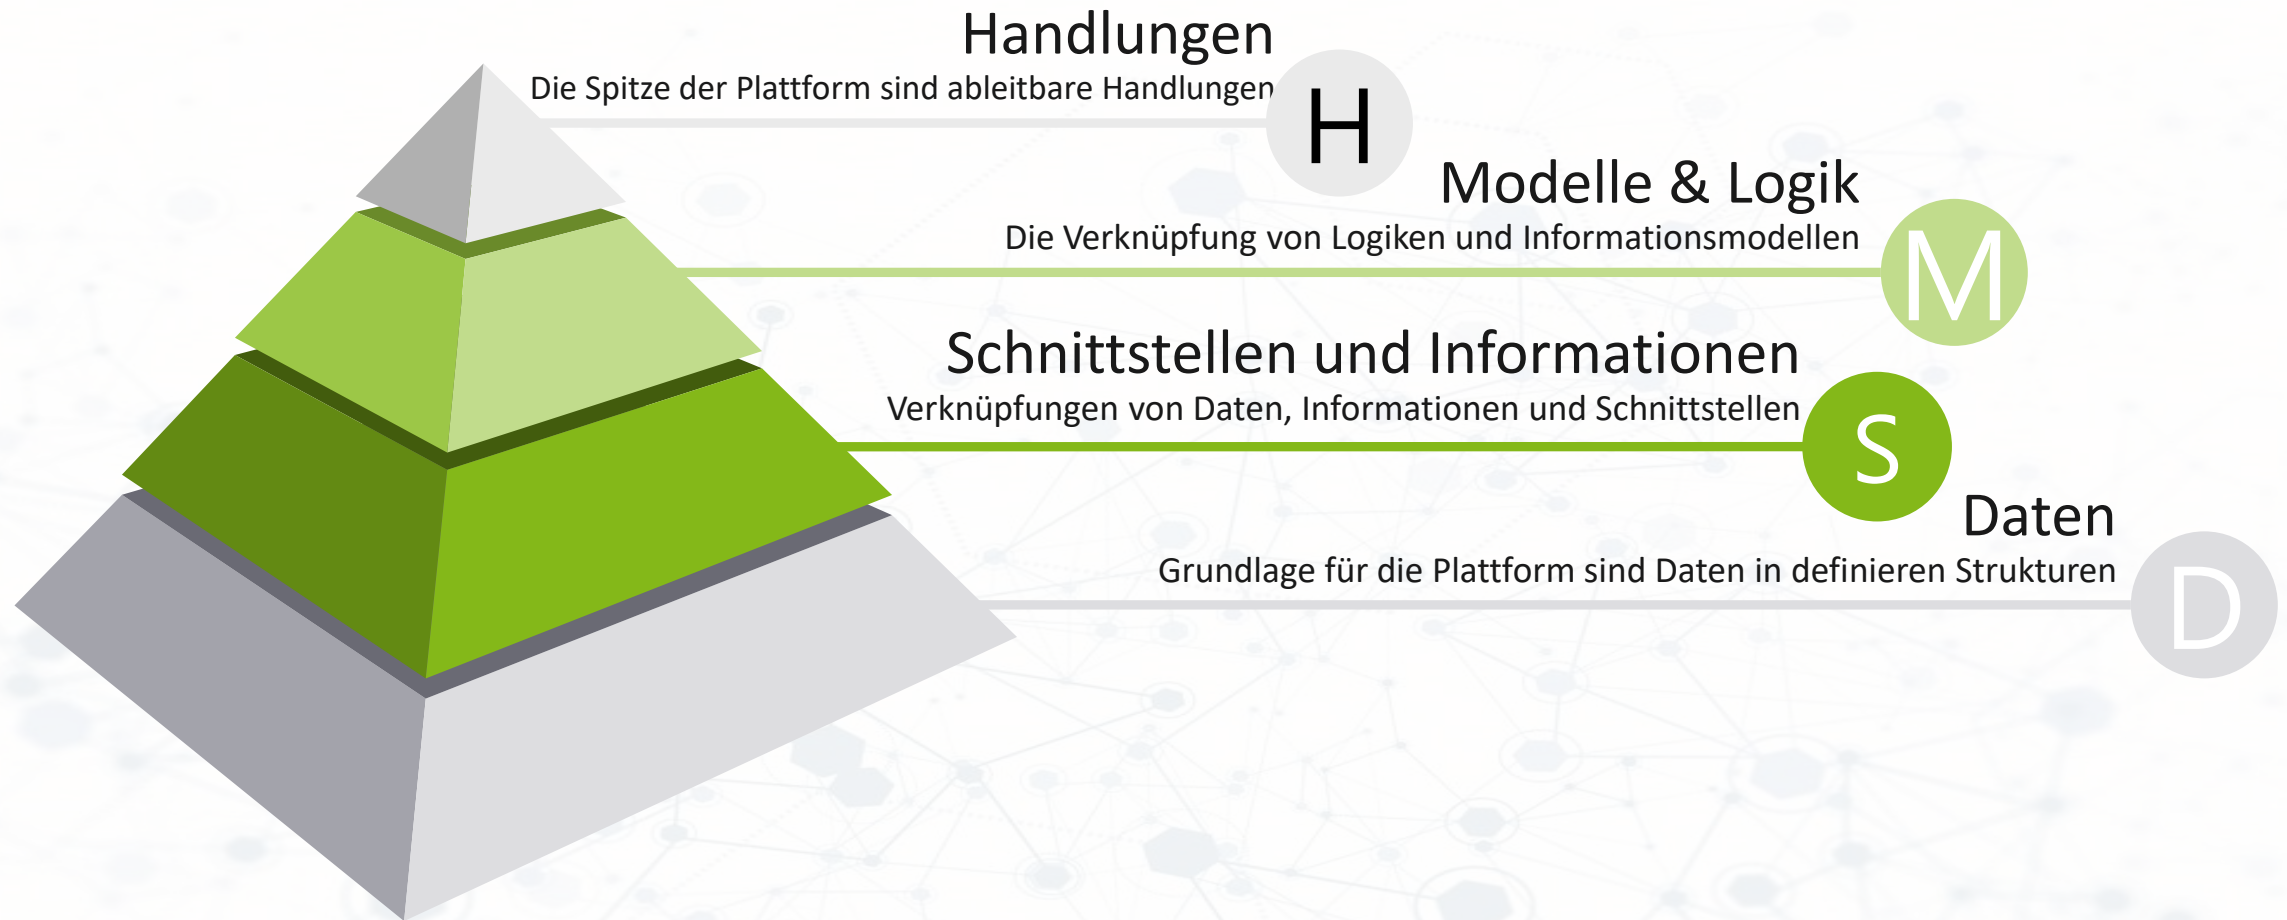 Handlungen
Die Spitze der Plattform sind ableitbare Handlungen
H
Modelle & Logik
Die Verknüpfung von Logiken und Informationsmodellen
M
Schnittstellen und Informationen
Verknüpfungen von Daten, Informationen und Schnittstellen
S
Daten
Grundlage für die Plattform sind Daten in definieren Strukturen
D